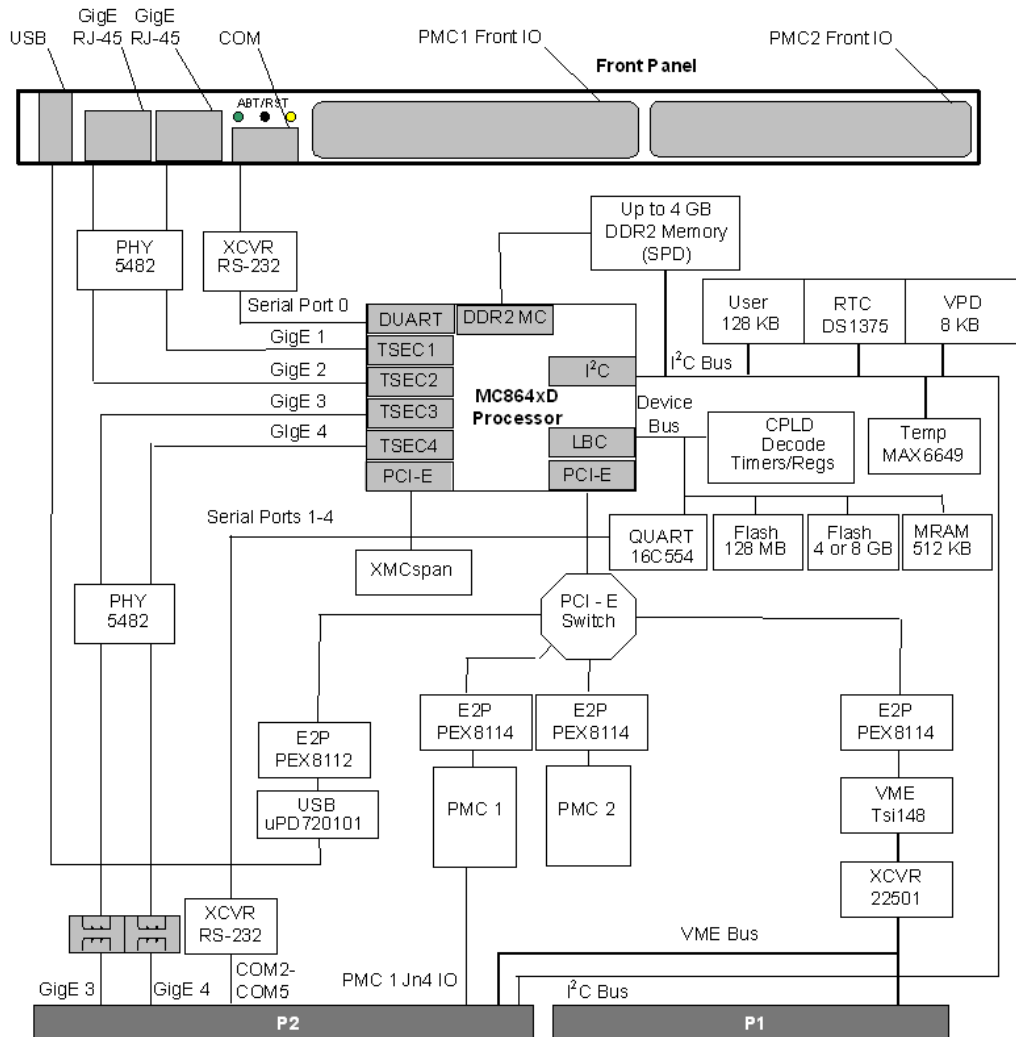 GigE GigE
USB RJ-45 RJ-45 COM PMC1 Front IO PMC2 Front IO
Front Panel
ABT/RST
Up to 4 GB
DDR2 Memory
(SPD)
PHY
5482
XCVR
RS-232
User
128 KB
RTC
DS1375
VPD
8 KB
Serial Port 0
DUART
DDR2 MC
GigE 1
TSEC1
I²C
I²C Bus
GigE 2
TSEC2
MC864xD
Processor
GigE 3
TSEC3
Device
Bus
CPLD
Decode
Timers/Regs
Temp
MAX6649
GIgE 4
TSEC4
LBC
PCI-E
PCI-E
Serial Ports 1-4
QUART
16C554
Flash
128 MB
Flash
4 or 8 GB
MRAM
512 KB
XMCspan
PHY
5482
PCI - E
Switch
E2P
PEX8112
E2P
PEX8114
E2P
PEX8114
E2P
PEX8114
USB
uPD720101
PMC 1
PMC 2
VME
Tsi148
XCVR
22501
XCVR
RS-232
VME Bus
GigE 3
GigE 4
COM2-
COM5
PMC 1 Jn4 IO
I²C Bus
P2
P1